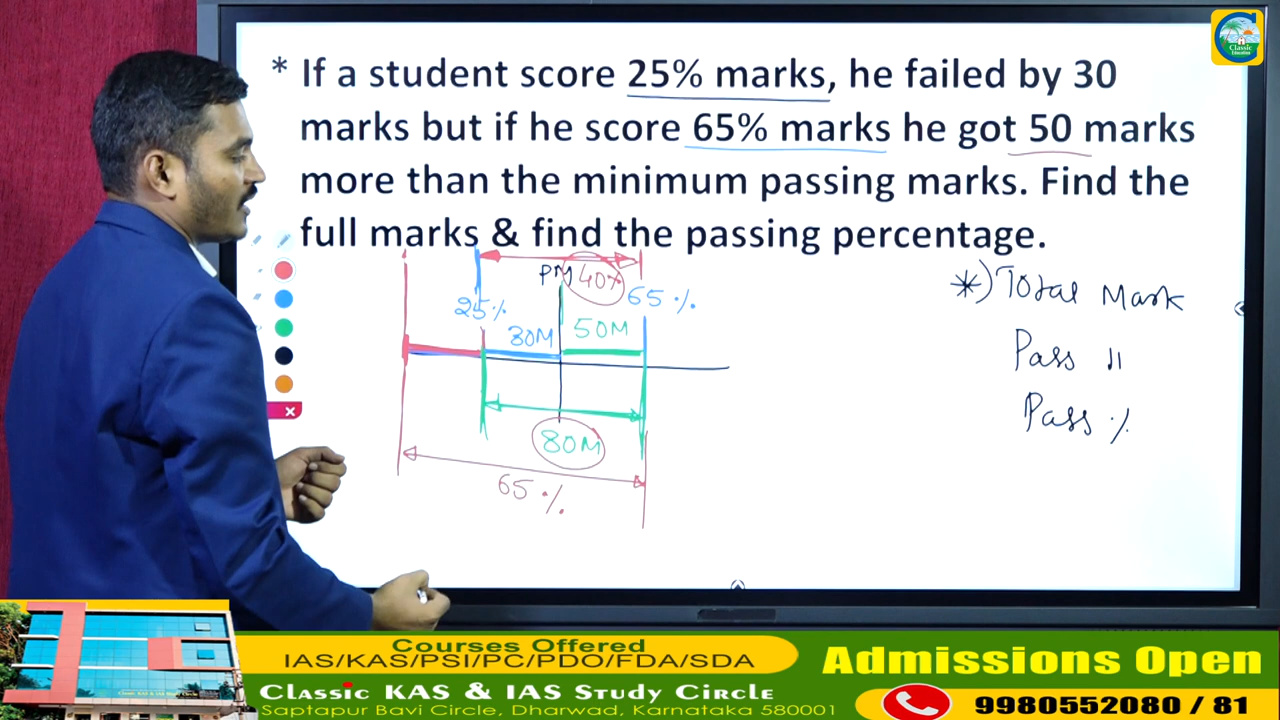 Classic
Education
* If a student score 25% marks, he failed by 30
marks but if he score 65% marks he got 50 marks
more than the minimum passing marks. Find the
full marks & find the passing percentage.
PM 40%
25% 65 %
30M 50M
80M
65 %
*) Total Mark
Pass 11
Pass %
Courses Offered
IAS/KAS/PSI/PC/PDO/FDA/SDA
Classic KAS & IAS Study Circle
Saptapur Bavi Circle, Dharwad, Karnataka 580001
Admissions Open
9980552080 / 81